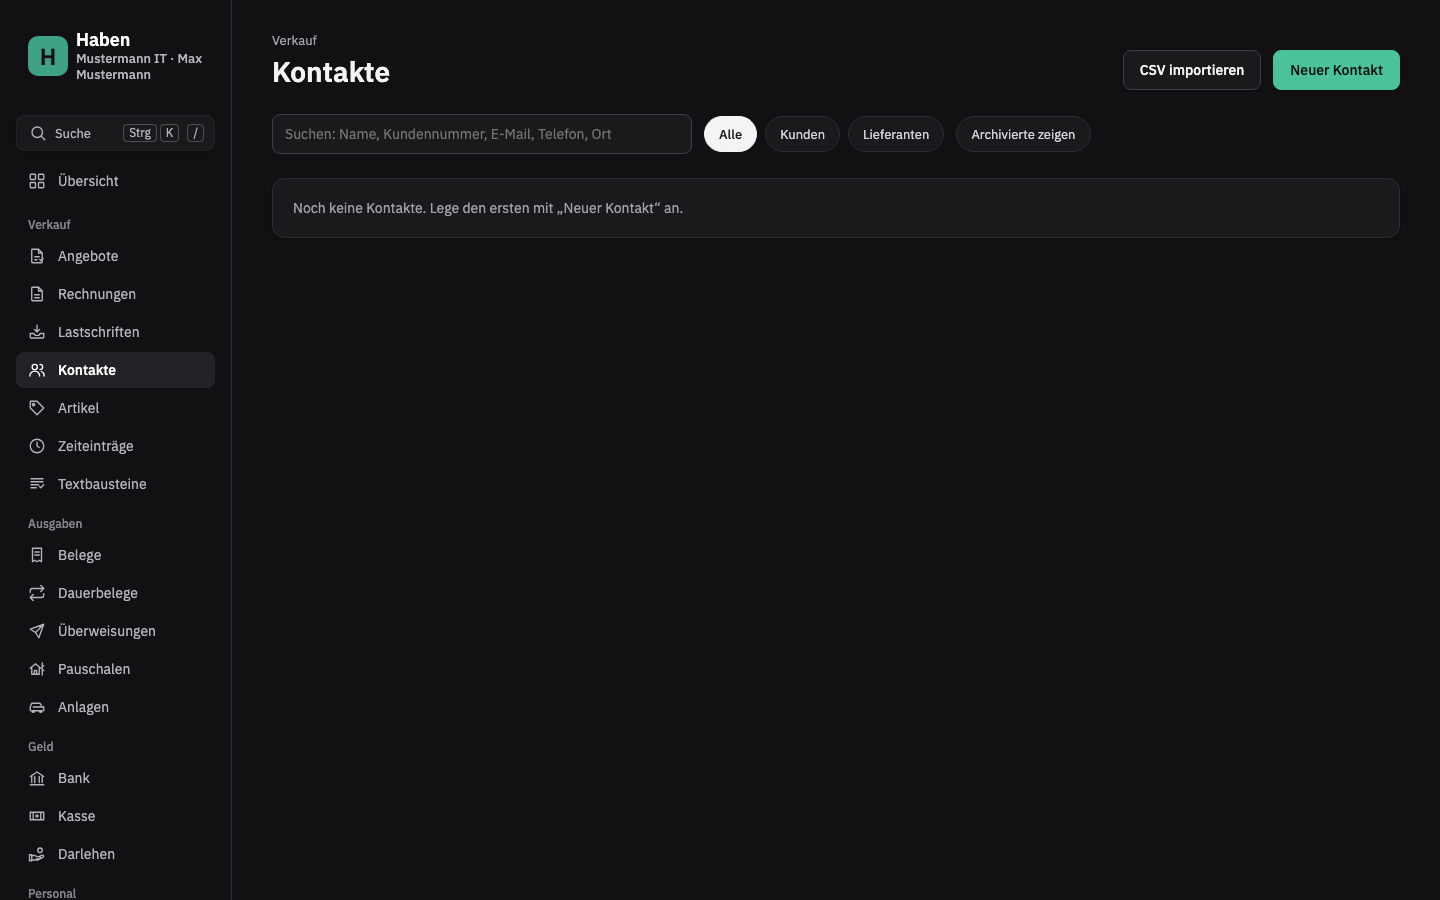 H
Haben
Mustermann IT · Max
Mustermann
Suche Strg K /
Übersicht
Verkauf
Angebote
Rechnungen
Lastschriften
Kontakte
Artikel
Zeiteinträge
Textbausteine
Ausgaben
Belege
Dauerbelege
Überweisungen
Pauschalen
Anlagen
Geld
Bank
Kasse
Darlehen
Personal
Verkauf
Kontakte
CSV importieren Neuer Kontakt
Suchen: Name, Kundennummer, E-Mail, Telefon, Ort Alle Kunden Lieferanten Archivierte zeigen
Noch keine Kontakte. Lege den ersten mit „Neuer Kontakt“ an.